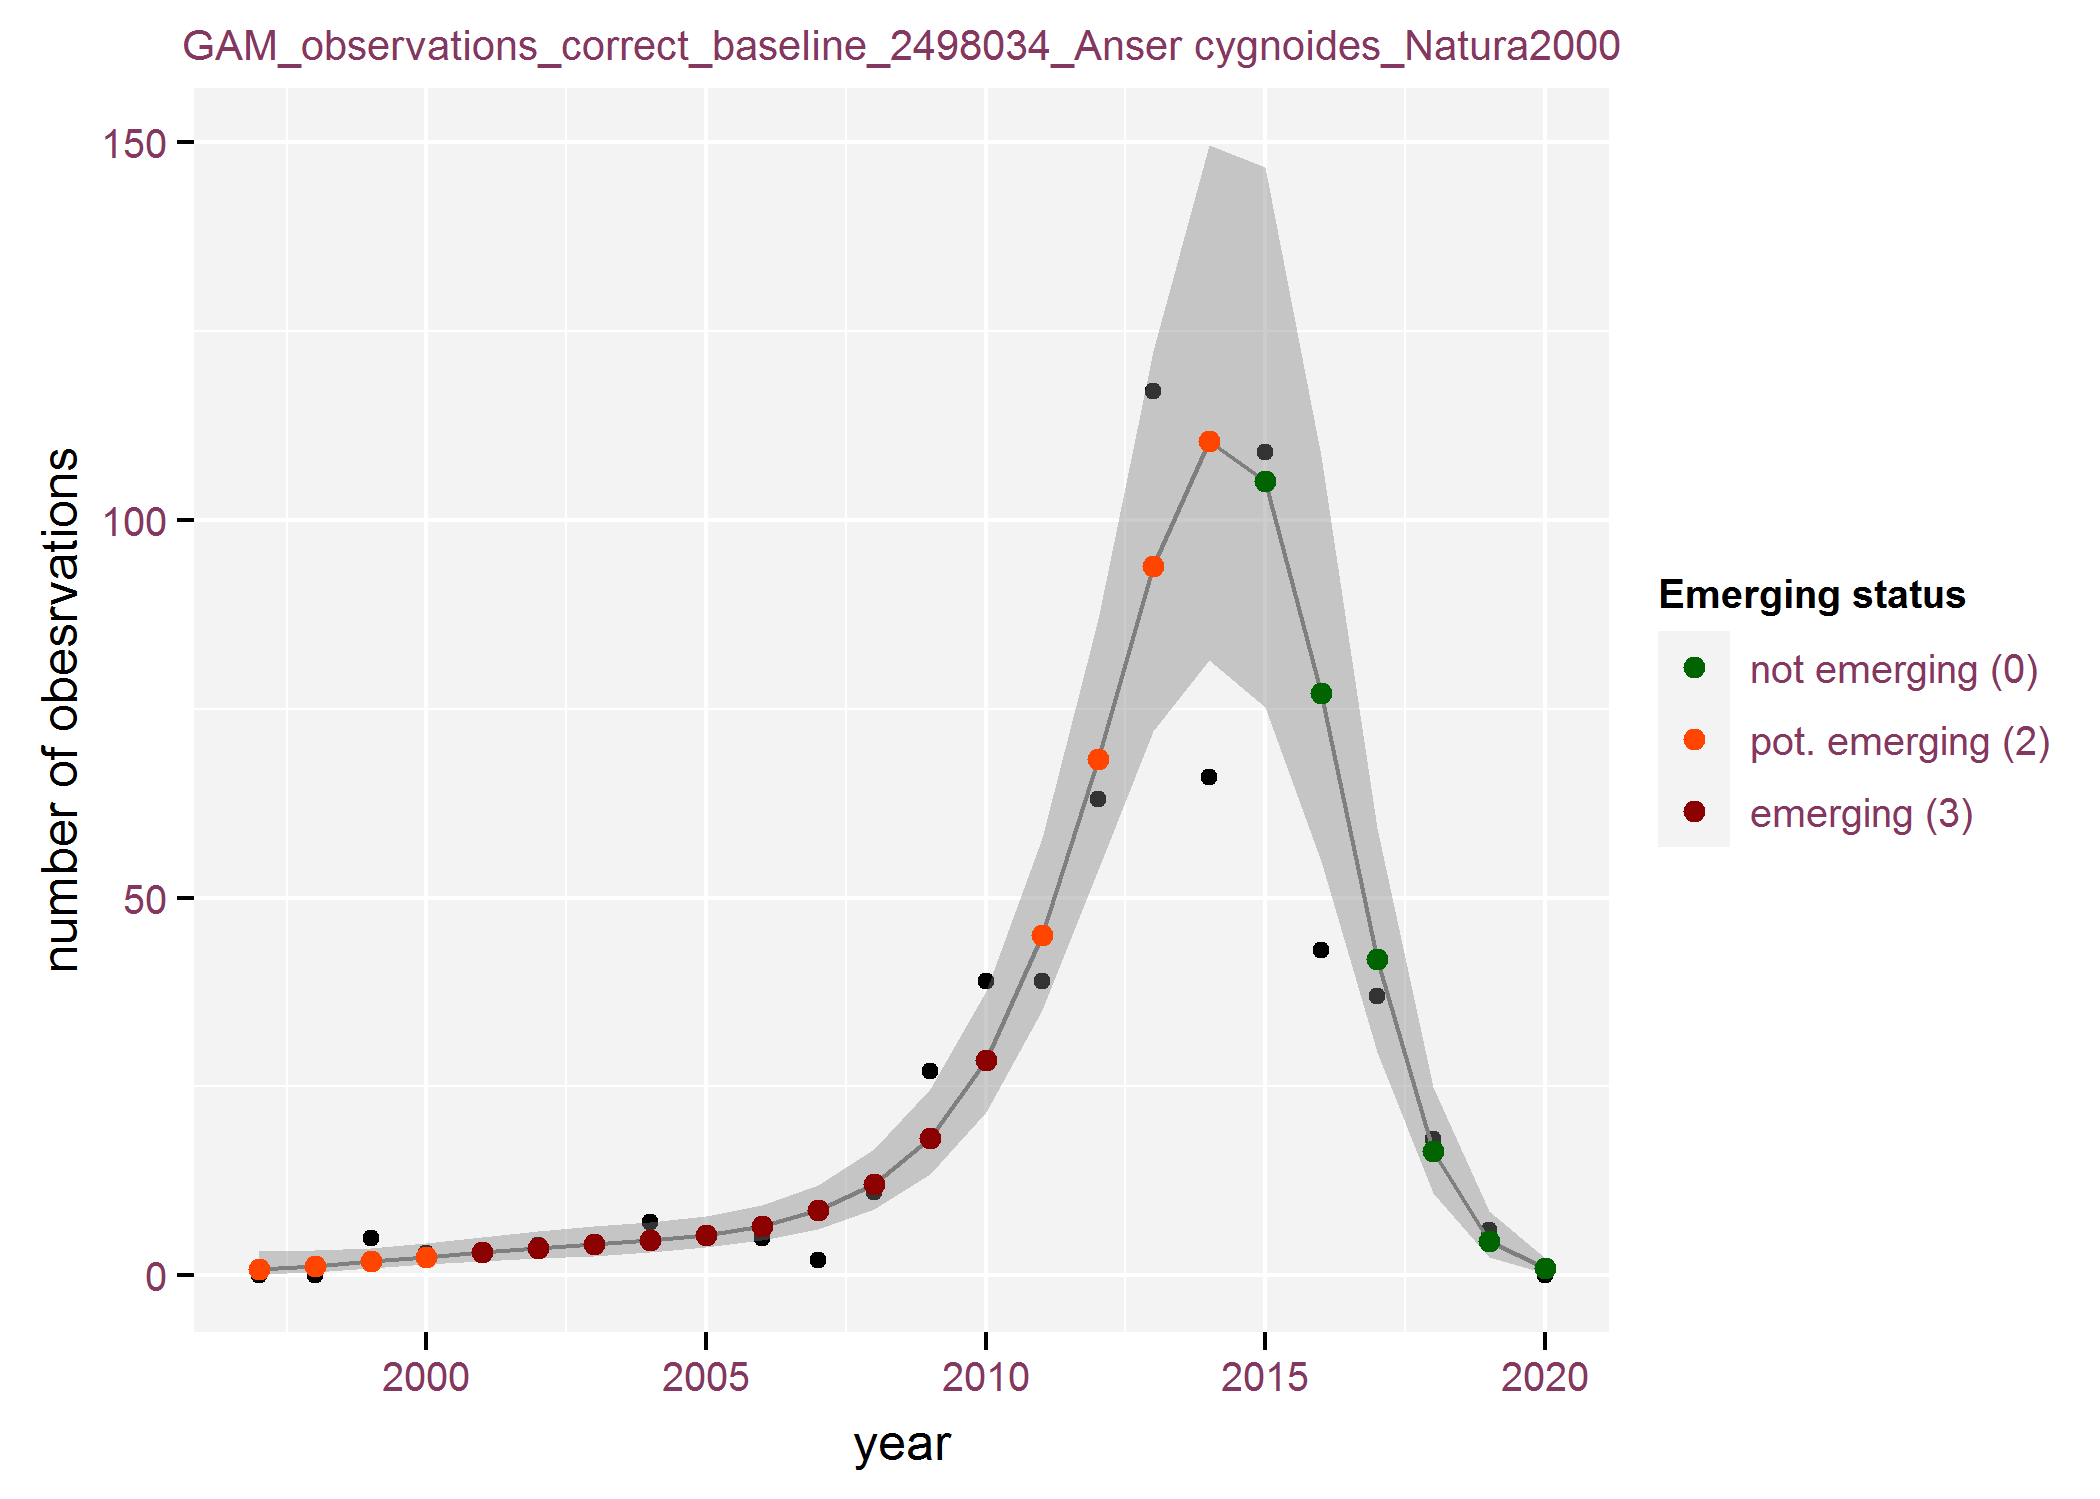 GAM_observations_correct_baseline_2498034_Anser cygnoides_Natura2000
150
100
50
0
number of obesrvations
2000 2005 2010 2015 2020
year
Emerging status
not emerging (0)
pot. emerging (2)
emerging (3)